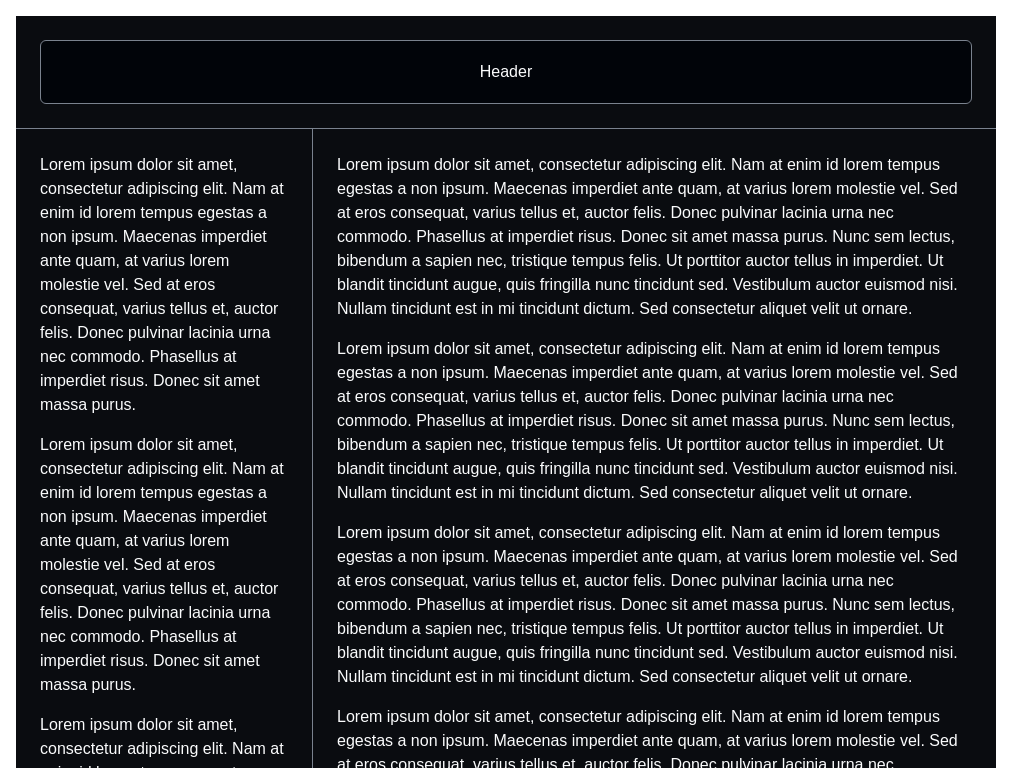 Header
Lorem ipsum dolor sit amet,
consectetur adipiscing elit. Nam at
enim id lorem tempus egestas a
non ipsum. Maecenas imperdiet
ante quam, at varius lorem
molestie vel. Sed at eros
consequat, varius tellus et, auctor
felis. Donec pulvinar lacinia urna
nec commodo. Phasellus at
imperdiet risus. Donec sit amet
massa purus.
Lorem ipsum dolor sit amet,
consectetur adipiscing elit. Nam at
enim id lorem tempus egestas a
non ipsum. Maecenas imperdiet
ante quam, at varius lorem
molestie vel. Sed at eros
consequat, varius tellus et, auctor
felis. Donec pulvinar lacinia urna
nec commodo. Phasellus at
imperdiet risus. Donec sit amet
massa purus.
Lorem ipsum dolor sit amet,
consectetur adipiscing elit. Nam at
Lorem ipsum dolor sit amet, consectetur adipiscing elit. Nam at enim id lorem tempus
egestas a non ipsum. Maecenas imperdiet ante quam, at varius lorem molestie vel. Sed
at eros consequat, varius tellus et, auctor felis. Donec pulvinar lacinia urna nec
commodo. Phasellus at imperdiet risus. Donec sit amet massa purus. Nunc sem lectus,
bibendum a sapien nec, tristique tempus felis. Ut porttitor auctor tellus in imperdiet. Ut
blandit tincidunt augue, quis fringilla nunc tincidunt sed. Vestibulum auctor euismod nisi.
Nullam tincidunt est in mi tincidunt dictum. Sed consectetur aliquet velit ut ornare.
Lorem ipsum dolor sit amet, consectetur adipiscing elit. Nam at enim id lorem tempus
egestas a non ipsum. Maecenas imperdiet ante quam, at varius lorem molestie vel. Sed
at eros consequat, varius tellus et, auctor felis. Donec pulvinar lacinia urna nec
commodo. Phasellus at imperdiet risus. Donec sit amet massa purus. Nunc sem lectus,
bibendum a sapien nec, tristique tempus felis. Ut porttitor auctor tellus in imperdiet. Ut
blandit tincidunt augue, quis fringilla nunc tincidunt sed. Vestibulum auctor euismod nisi.
Nullam tincidunt est in mi tincidunt dictum. Sed consectetur aliquet velit ut ornare.
Lorem ipsum dolor sit amet, consectetur adipiscing elit. Nam at enim id lorem tempus
egestas a non ipsum. Maecenas imperdiet ante quam, at varius lorem molestie vel. Sed
at eros consequat, varius tellus et, auctor felis. Donec pulvinar lacinia urna nec
commodo. Phasellus at imperdiet risus. Donec sit amet massa purus. Nunc sem lectus,
bibendum a sapien nec, tristique tempus felis. Ut porttitor auctor tellus in imperdiet. Ut
blandit tincidunt augue, quis fringilla nunc tincidunt sed. Vestibulum auctor euismod nisi.
Nullam tincidunt est in mi tincidunt dictum. Sed consectetur aliquet velit ut ornare.
Lorem ipsum dolor sit amet, consectetur adipiscing elit. Nam at enim id lorem tempus
egestas a non ipsum. Maecenas imperdiet ante quam, at varius lorem molestie vel. Sed
at eros consequat, varius tellus et, auctor felis. Donec pulvinar lacinia urna nec